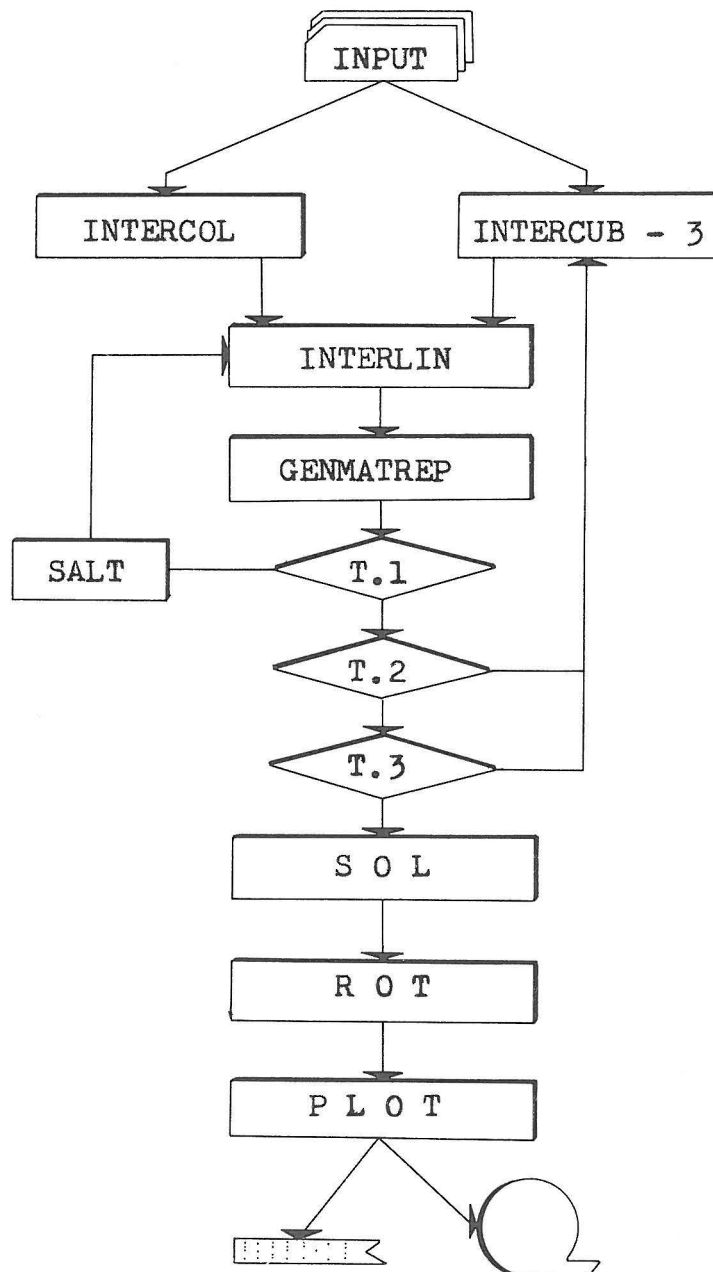 INPUT
INTERCOL
INTERCUB - 3
INTERLIN
GENMATREP
SALT
T.1
T.2
T.3
S O L
R O T
P L O T